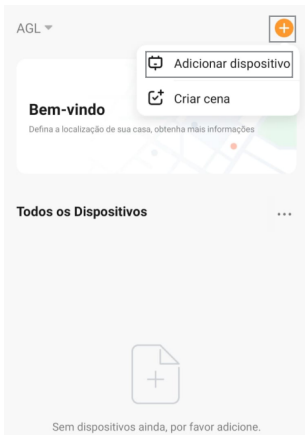 AGL
Adicionar dispositivo
Criar cena
Bem-vindo
Defina a localização de sua casa, obtenha mais informações
Todos os Dispositivos
Sem dispositivos ainda, por favor adicione.